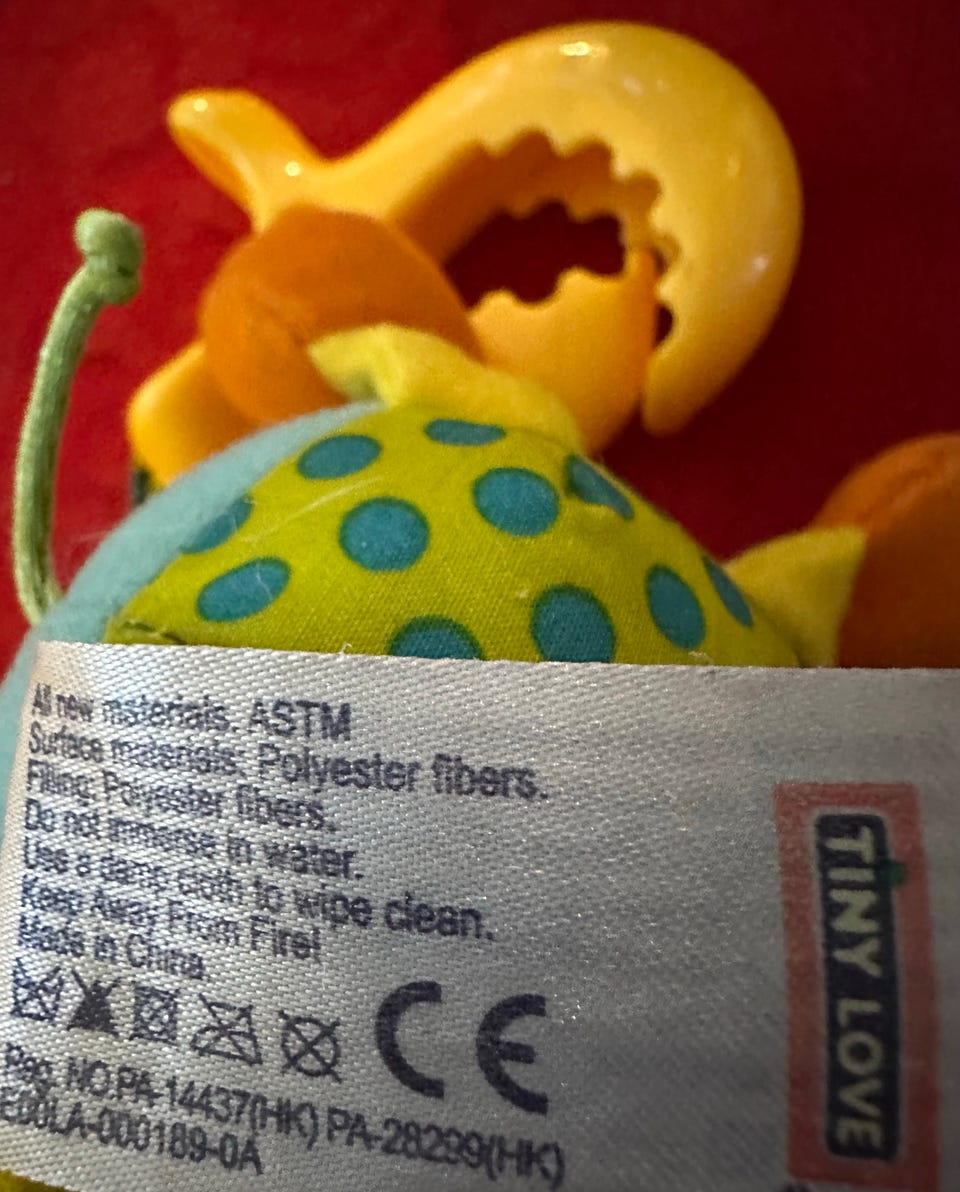 All new materials. ASTM
Surface materials: Polyester fibers.
Filling: Polyester fibers.
Do not immerse in water.
Use a damp cloth to wipe clean.
Keep Away From Fire!
Made in China
CE
Reg. NO.PA-14437(HK) PA-28299(HK)
E00LA-000189-0A
TINY LOVE